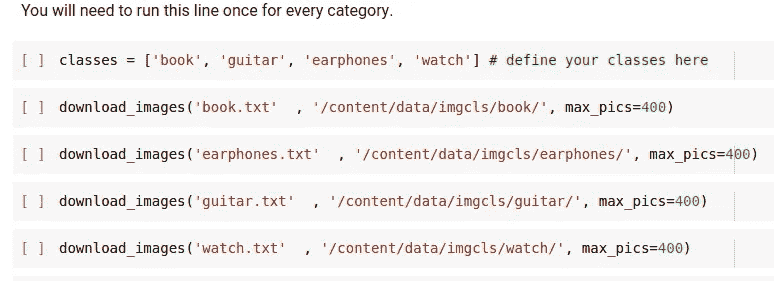 You will need to run this line once for every category.
[ ] classes = ['book', 'guitar', 'earphones', 'watch'] # define your classes here
[ ] download_images('book.txt'  , '/content/data/imgcls/book/', max_pics=400)
[ ] download_images('earphones.txt'  , '/content/data/imgcls/earphones/', max_pics=400)
[ ] download_images('guitar.txt'  , '/content/data/imgcls/guitar/', max_pics=400)
[ ] download_images('watch.txt'  , '/content/data/imgcls/watch/', max_pics=400)